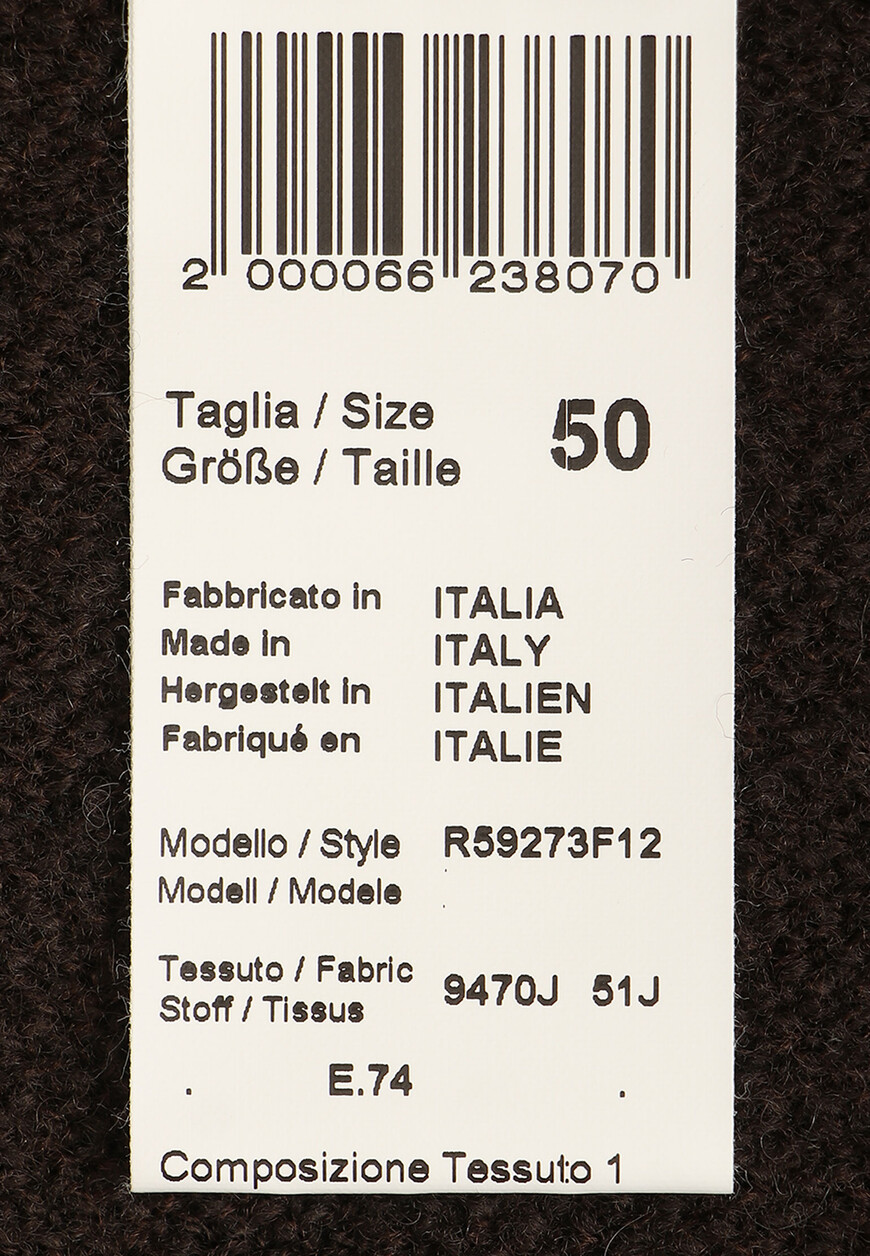 2 000066 238070
Taglia / Size 50
Größe / Taille
Fabbricato in ITALIA
Made in ITALY
Hergestelt in ITALIEN
Fabriqué en ITALIE
Modello / Style R59273F12
Modell / Modele
Tessuto / Fabric 9470J 51J
Stoff / Tissus
. E.74 .
Composizione Tessuto 1